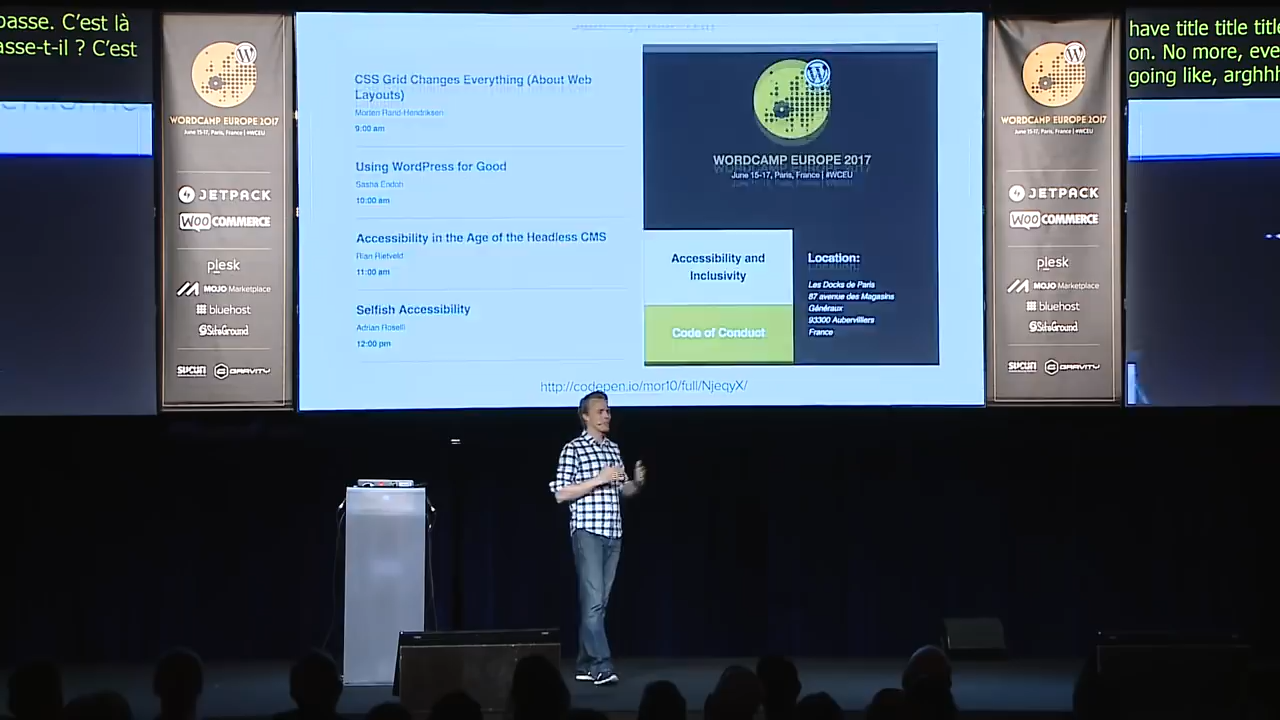 passe. C'est là
asse-t-il ? C'est
WORDCAMP EUROPE 2017
June 15-17, Paris, France | #WCEU
JETPACK
WOO COMMERCE
plesk
MOJO Marketplace
bluehost
SiteGround
SUCURI
GRAVITY
CSS Grid Changes Everything (About Web
Layouts)
Morten Rand-Hendriksen
9:00 am
Using WordPress for Good
Sasha Endoh
10:00 am
Accessibility in the Age of the Headless CMS
Rian Rietveld
11:00 am
Selfish Accessibility
Adrian Roselli
12:00 pm
WORDCAMP EUROPE 2017
June 15-17, Paris, France | #WCEU
Accessibility and
Inclusivity
Code of Conduct
Location:
Les Docks de Paris
87 avenue des Magasins
Généraux
93300 Aubervilliers
France
http://codepen.io/mor10/full/NjeqyX/
WORDCAMP EUROPE 2017
June 15-17, Paris, France | #WCEU
JETPACK
WOO COMMERCE
plesk
MOJO Marketplace
bluehost
SiteGround
SUCURI
GRAVITY
have title title title
on. No more, eve
going like, arghhh